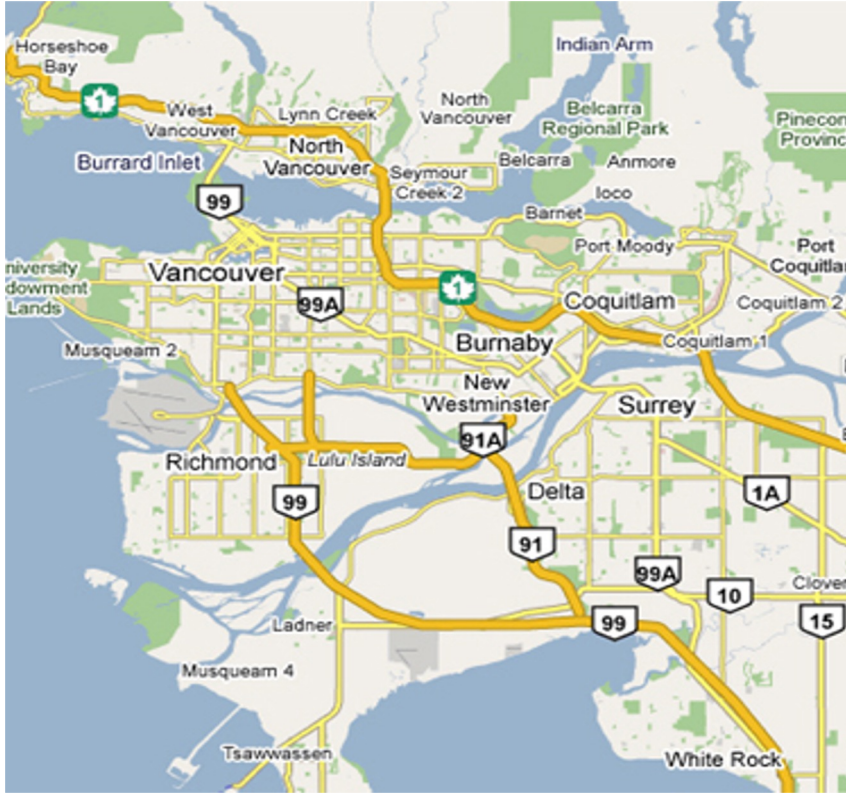 Horseshoe
Bay
Indian Arm
1
West
Vancouver
Lynn Creek
North
Vancouver
Belcarra
Regional Park
Pinecon
Provinc
North
Vancouver
Burrard Inlet
Seymour
Creek 2
Belcarra
Anmore
Ioco
99
Barnet
Port Moody
Port
Coquitlan
niversity
dowment
Lands
Vancouver
99A
1
Coquitlam
Coquitlam 2
Musqueam 2
Burnaby
Coquitlam 1
New
Westminster
Surrey
91A
Richmond
Lulu Island
99
Delta
1A
91
99A
10
Clover
15
99
Ladner
Musqueam 4
Tsawwassen
White Rock